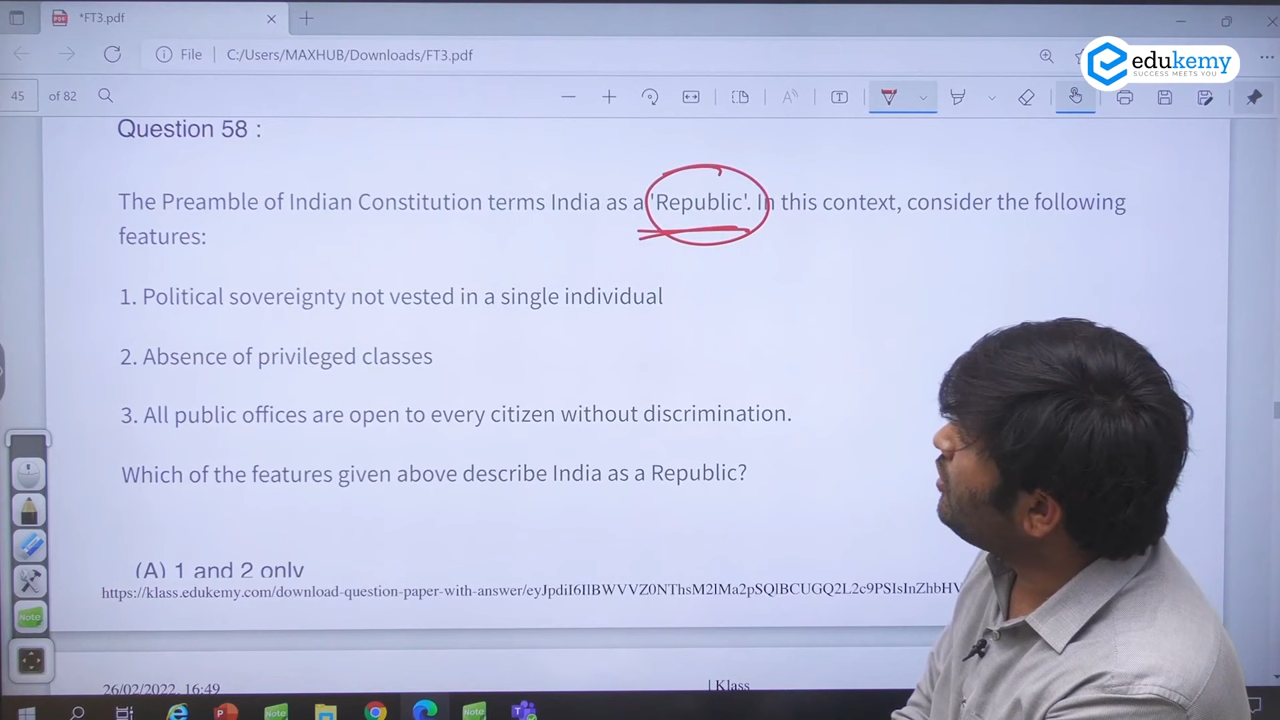 *FT3.pdf
File
C:/Users/MAXHUB/Downloads/FT3.pdf
edukemy
SUCCESS MEETS YOU
45
of 82
Question 58 :
The Preamble of Indian Constitution terms India as a 'Republic'. In this context, consider the following
features:
1. Political sovereignty not vested in a single individual
2. Absence of privileged classes
3. All public offices are open to every citizen without discrimination.
Which of the features given above describe India as a Republic?
(A) 1 and 2 only
26/02/2022, 16:49
| Klass
Note
Note
Note